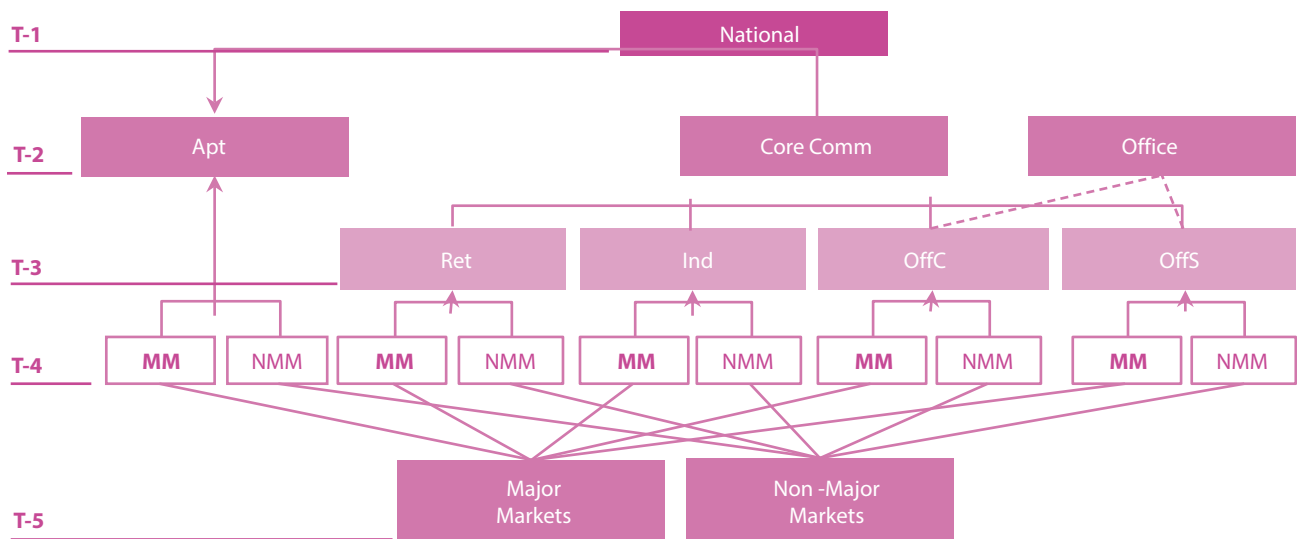 T-1
National
T-2
Apt
Core Comm
Office
T-3
Ret
Ind
OffC
OffS
T-4
MM
NMM
MM
NMM
MM
NMM
MM
NMM
MM
NMM
T-5
Major
Markets
Non -Major
Markets